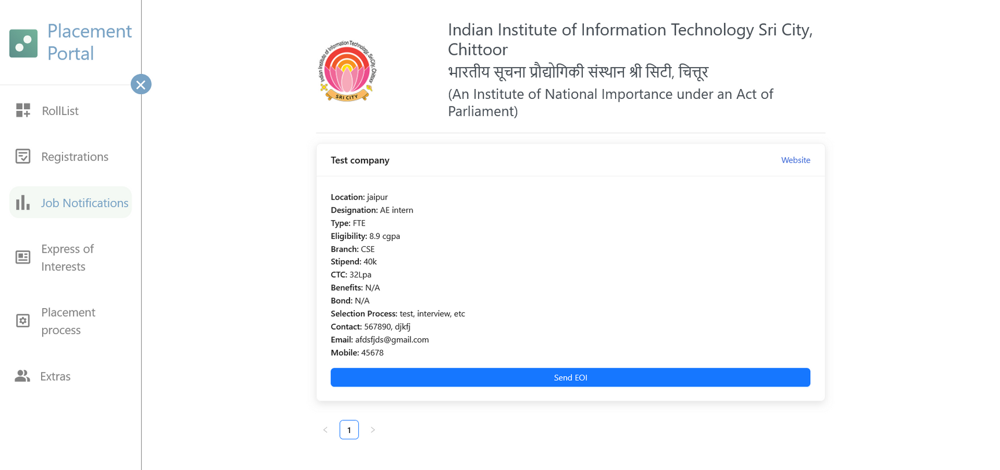 Placement
Portal
RollList
Registrations
Job Notifications
Express of
Interests
Placement
process
Extras
Indian Institute of Information Technology, Sri City, Chittoor
SRI CITY
Indian Institute of Information Technology Sri City,
Chittoor
भारतीय सूचना प्रौद्योगिकी संस्थान श्री सिटी, चित्तूर
(An Institute of National Importance under an Act of
Parliament)
Test company
Website
Location: jaipur
Designation: AE intern
Type: FTE
Eligibility: 8.9 cgpa
Branch: CSE
Stipend: 40k
CTC: 32Lpa
Benefits: N/A
Bond: N/A
Selection Process: test, interview, etc
Contact: 567890, djkfj
Email: afdsfjds@gmail.com
Mobile: 45678
Send EOI
1